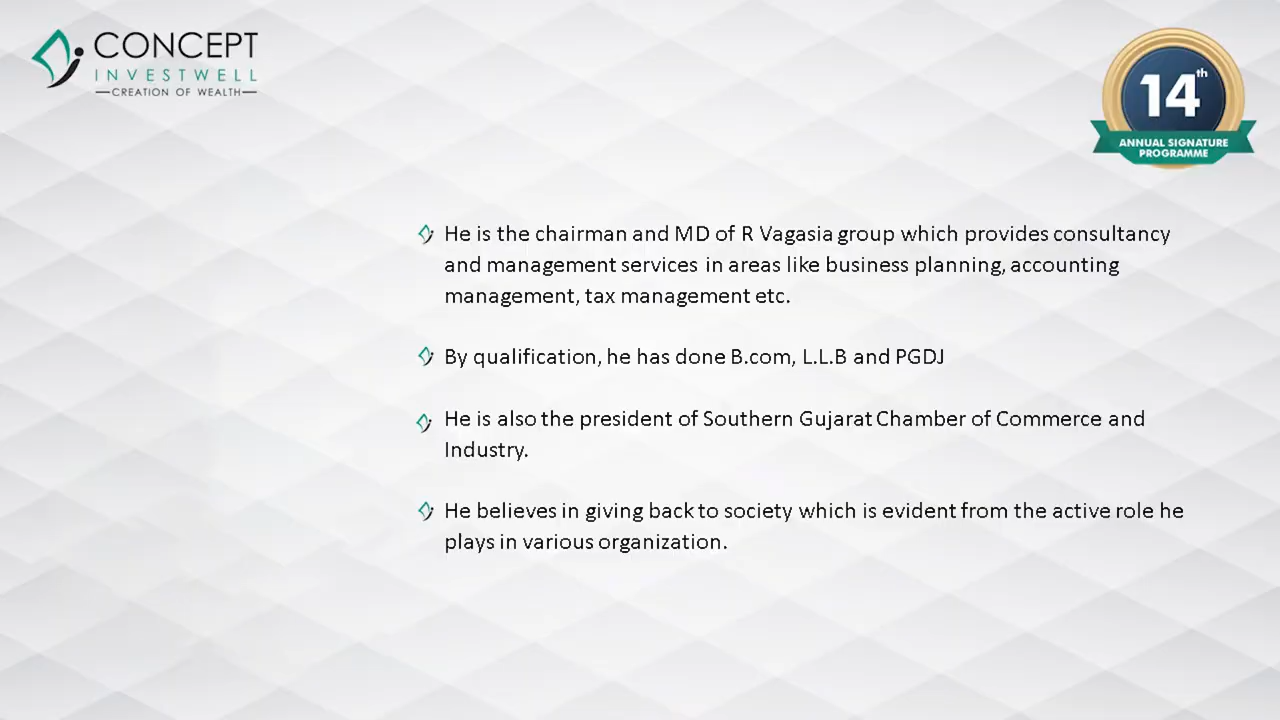 CONCEPT
INVESTWELL
CREATION OF WEALTH
14th
ANNUAL SIGNATURE
PROGRAMME
He is the chairman and MD of R Vagasia group which provides consultancy
and management services in areas like business planning, accounting
management, tax management etc.
By qualification, he has done B.com, L.L.B and PGDJ
He is also the president of Southern Gujarat Chamber of Commerce and
Industry.
He believes in giving back to society which is evident from the active role he
plays in various organization.